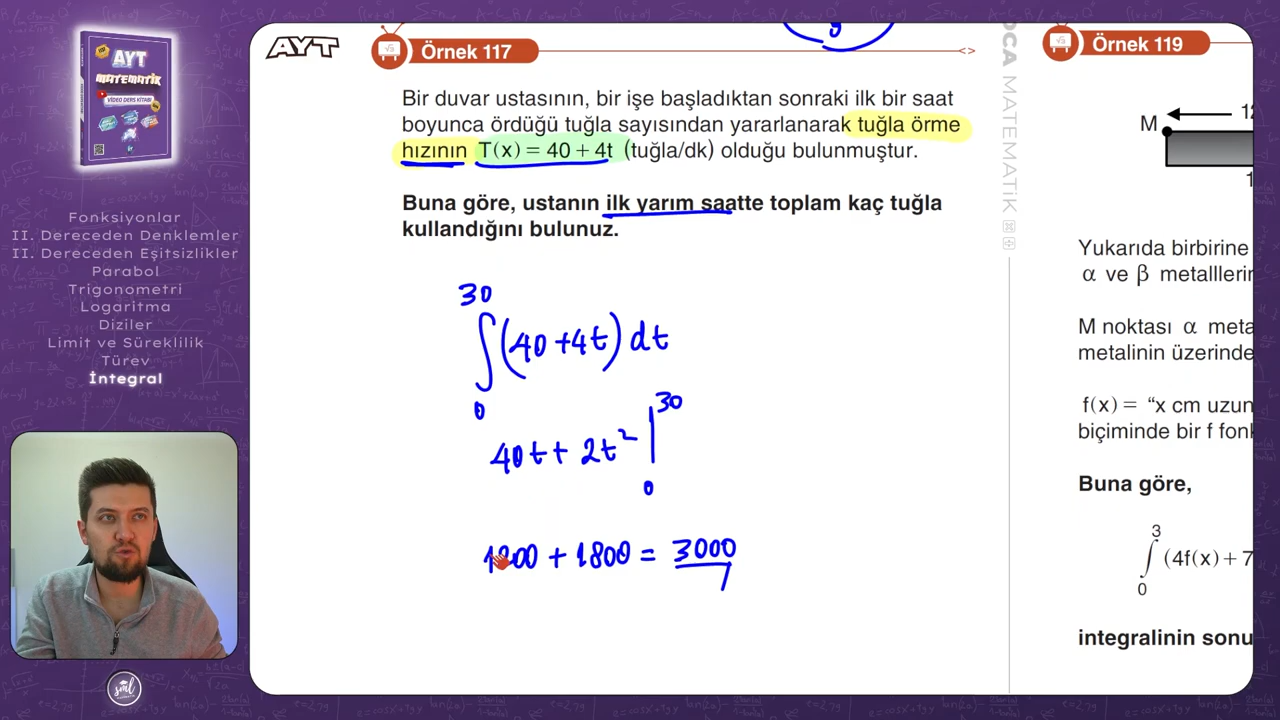 AYT
MATEMATİK
VİDEO DERS KİTABI
Fonksiyonlar
II. Dereceden Denklemler
II. Dereceden Eşitsizlikler
Parabol
Trigonometri
Logaritma
Diziler
Limit ve Süreklilik
Türev
İntegral
sml
AYT
Örnek 117
<>
y
Bir duvar ustasının, bir işe başladıktan sonraki ilk bir saat
boyunca ördüğü tuğla sayısından yararlanarak tuğla örme
hızının T(x) = 40 + 4t (tuğla/dk) olduğu bulunmuştur.
Buna göre, ustanın ilk yarım saatte toplam kaç tuğla
kullandığını bulunuz.
30
∫(40+4t) dt
0
40t + 2t² | 30
0
1200 + 1800 = 3000
OCA MATEMATİK
Örnek 119
12
M
1
Yukarıda birbirine
α ve β metalllerin
M noktası α meta
metalinin üzerinde
f(x) = “x cm uzun
biçiminde bir f fonk
Buna göre,
3
∫ (4f(x) + 7
0
integralinin sonu